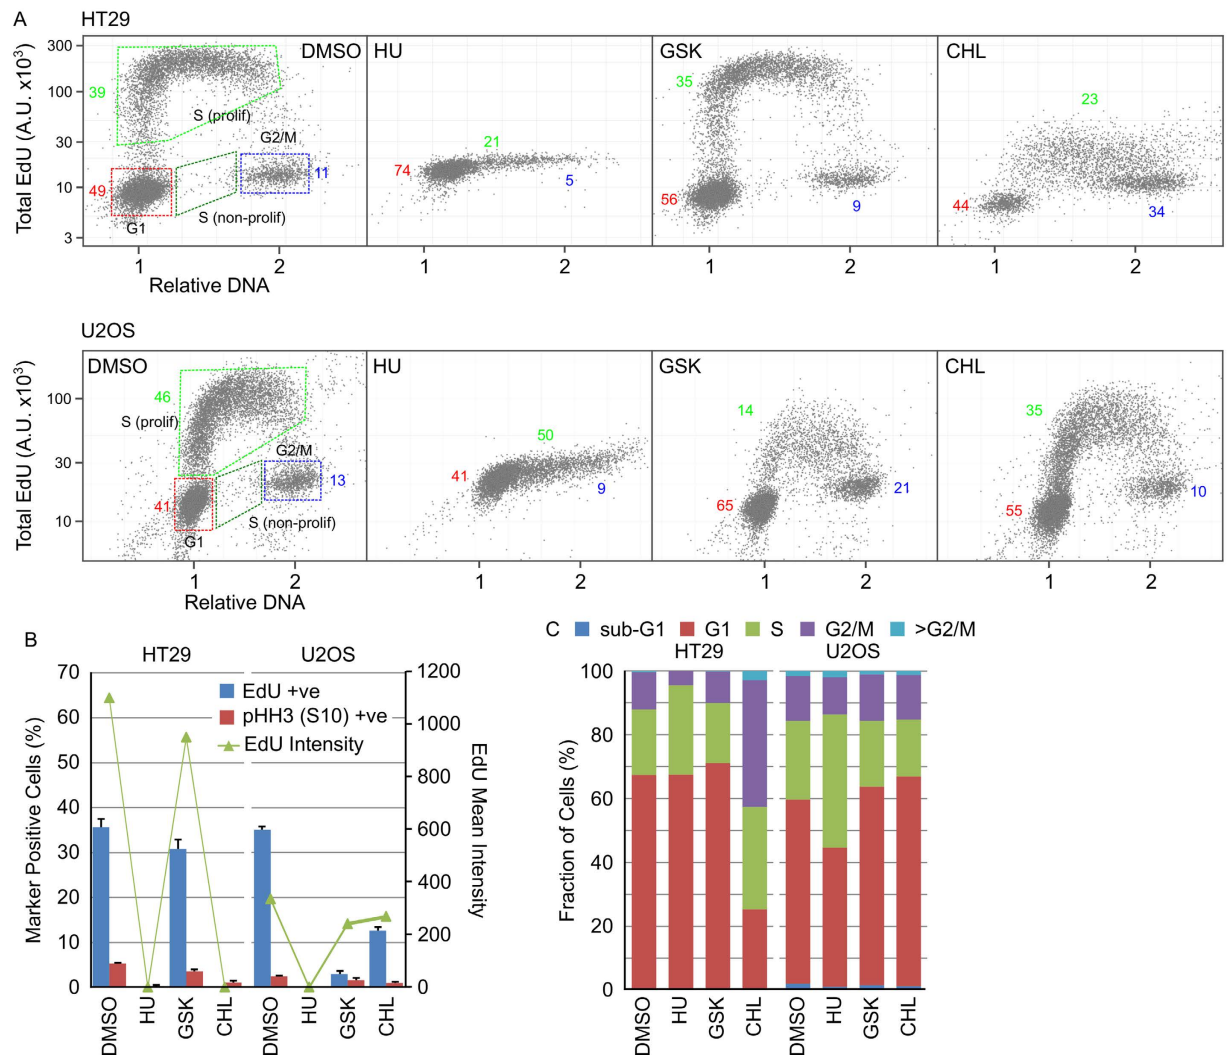 A
HT29
DMSO
HU
GSK
CHL
Total EdU (A.U. x10³)
300
100
30
10
3
39
S (prolif)
G2/M
11
49
S (non-prolif)
G1
21
74
5
35
56
9
23
44
34
1
2
1
2
1
2
1
2
Relative DNA
U2OS
DMSO
HU
GSK
CHL
Total EdU (A.U. x10³)
100
30
10
46
S (prolif)
G2/M
13
41
S (non-prolif)
G1
50
41
9
14
65
21
35
55
10
1
2
1
2
1
2
1
2
Relative DNA
B
HT29
U2OS
Marker Positive Cells (%)
70
60
50
40
30
20
10
0
EdU +ve
pHH3 (S10) +ve
EdU Intensity
1200
1000
800
600
400
200
0
EdU Mean Intensity
DMSO
HU
GSK
CHL
DMSO
HU
GSK
CHL
C
sub-G1
G1
S
G2/M
>G2/M
HT29
U2OS
Fraction of Cells (%)
100
80
60
40
20
0
DMSO
HU
GSK
CHL
DMSO
HU
GSK
CHL